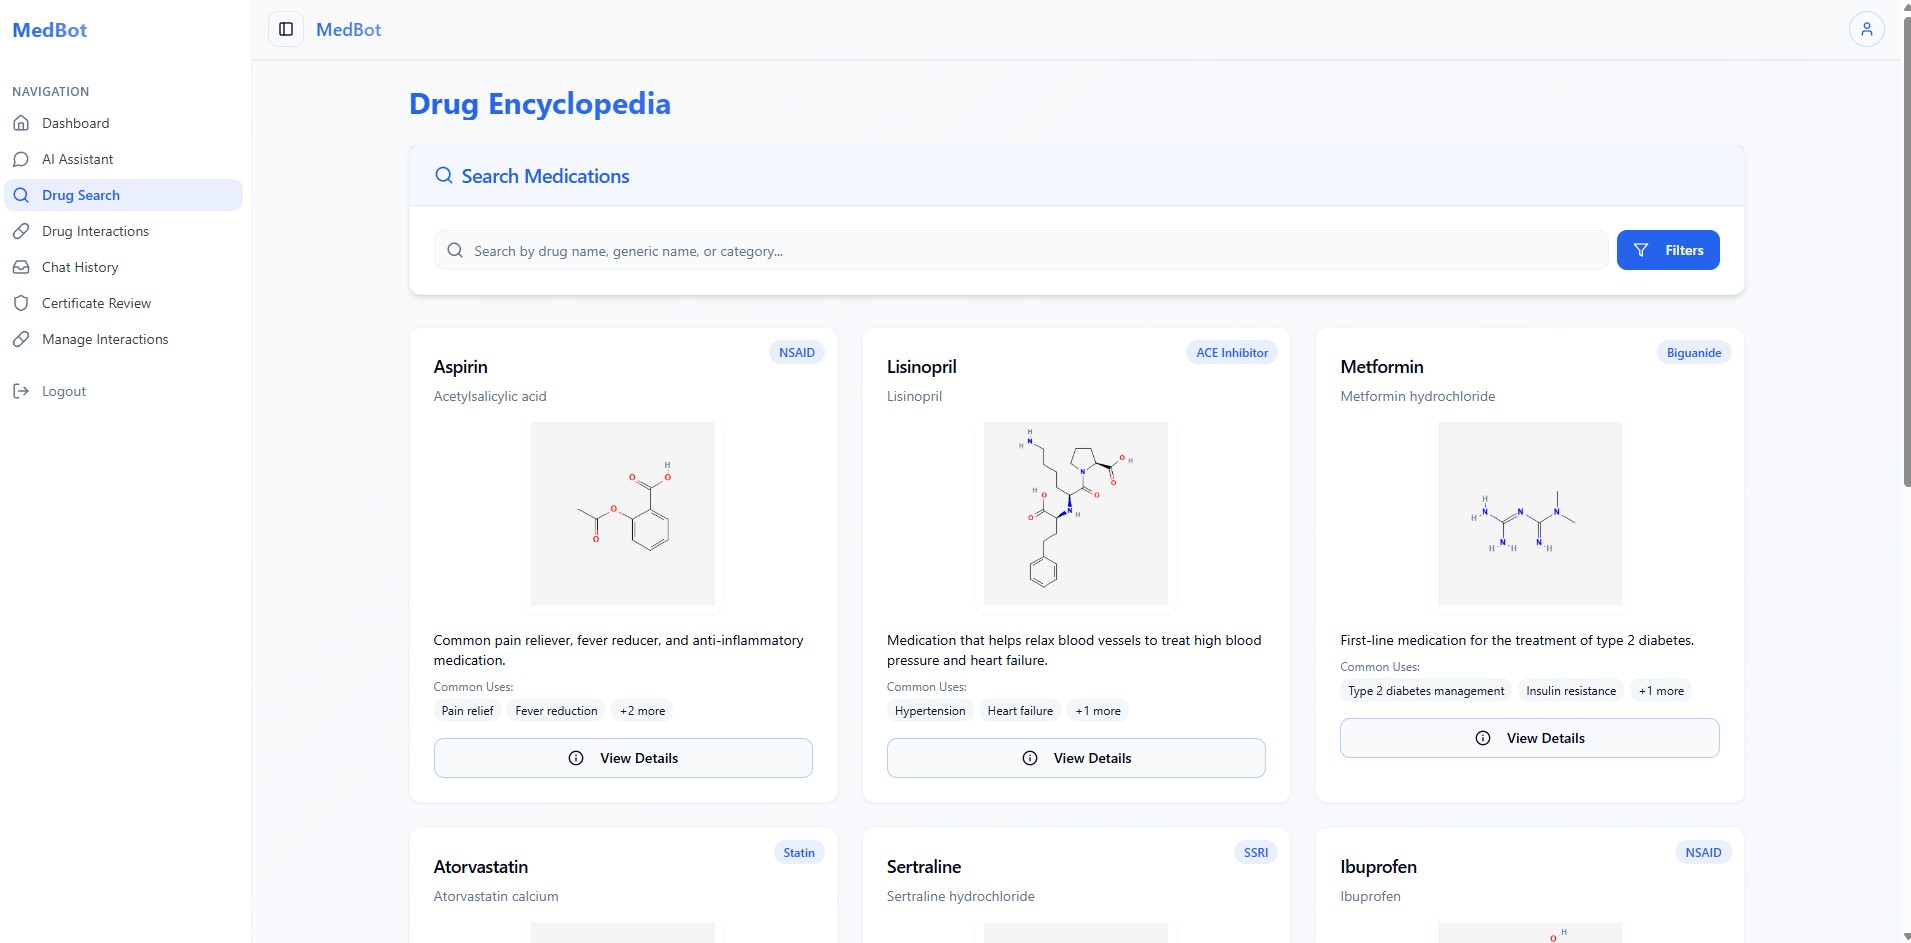 MedBot
NAVIGATION
Dashboard
AI Assistant
Drug Search
Drug Interactions
Chat History
Certificate Review
Manage Interactions
Logout
MedBot
Drug Encyclopedia
Search Medications
Search by drug name, generic name, or category...
Filters
NSAID
Aspirin
Acetylsalicylic acid
H
O O
O
O
Common pain reliever, fever reducer, and anti-inflammatory
medication.
Common Uses:
Pain relief Fever reduction +2 more
View Details
ACE Inhibitor
Lisinopril
Lisinopril
H
H N
O H
N O
H O O
O N H
Medication that helps relax blood vessels to treat high blood
pressure and heart failure.
Common Uses:
Hypertension Heart failure +1 more
View Details
Biguanide
Metformin
Metformin hydrochloride
H
H N N N
H N H N H
First-line medication for the treatment of type 2 diabetes.
Common Uses:
Type 2 diabetes management Insulin resistance +1 more
View Details
Statin
Atorvastatin
Atorvastatin calcium
SSRI
Sertraline
Sertraline hydrochloride
NSAID
Ibuprofen
Ibuprofen
O H